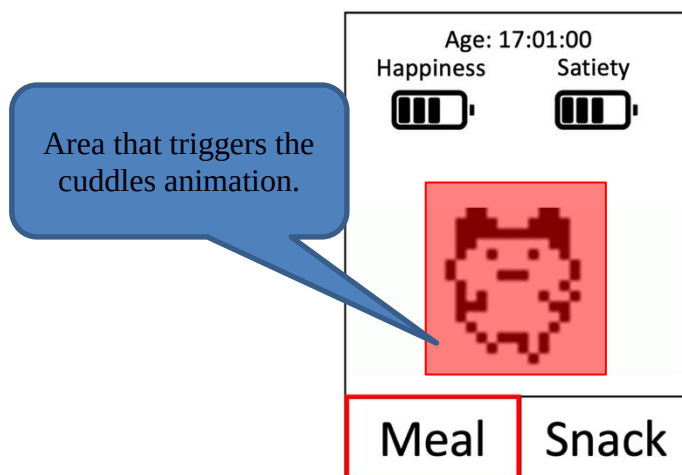 Age: 17:01:00
Happiness Satiety
Area that triggers the
cuddles animation.
Meal Snack